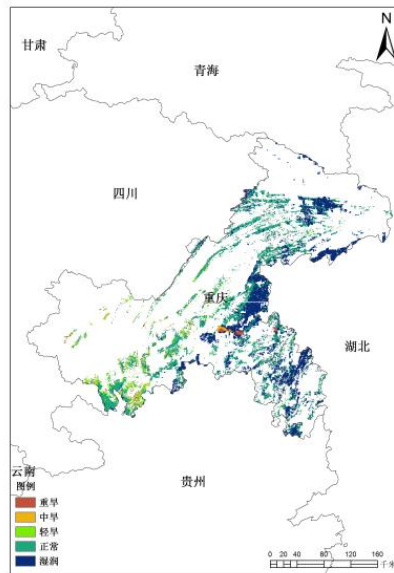 N
甘肃
青海
四川
重庆
湖北
云南
贵州
图例
重旱
中旱
轻旱
正常
湿润
0 20 40 80 120 160
千米